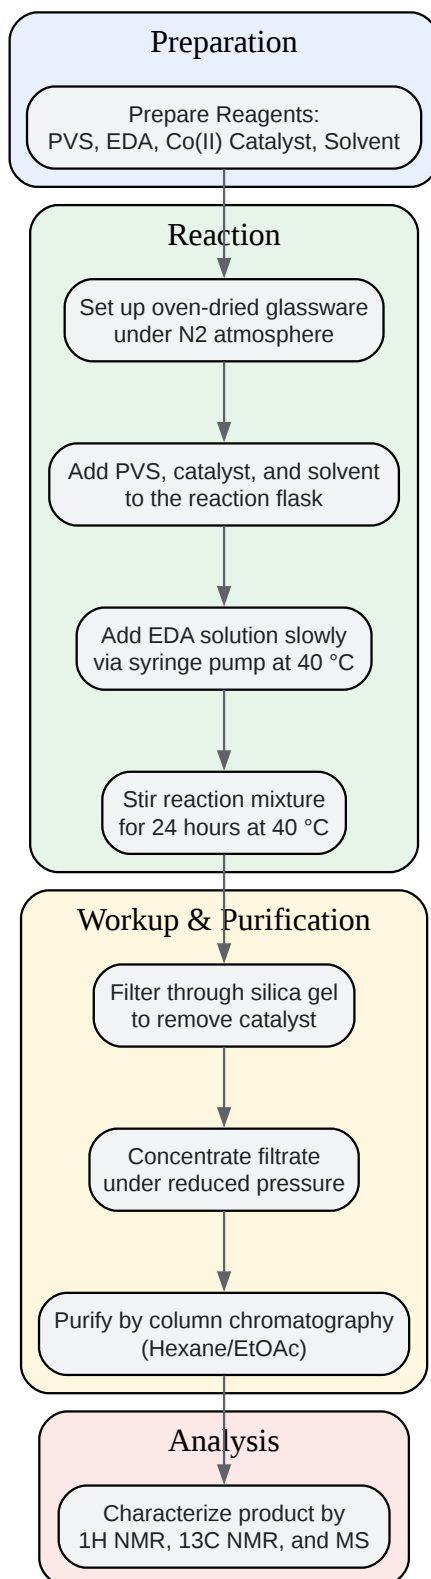 Preparation
Prepare Reagents:
PVS, EDA, Co(II) Catalyst, Solvent
Reaction
Set up oven-dried glassware
under N2 atmosphere
Add PVS, catalyst, and solvent
to the reaction flask
Add EDA solution slowly
via syringe pump at 40 °C
Stir reaction mixture
for 24 hours at 40 °C
Workup & Purification
Filter through silica gel
to remove catalyst
Concentrate filtrate
under reduced pressure
Purify by column chromatography
(Hexane/EtOAc)
Analysis
Characterize product by
1H NMR, 13C NMR, and MS